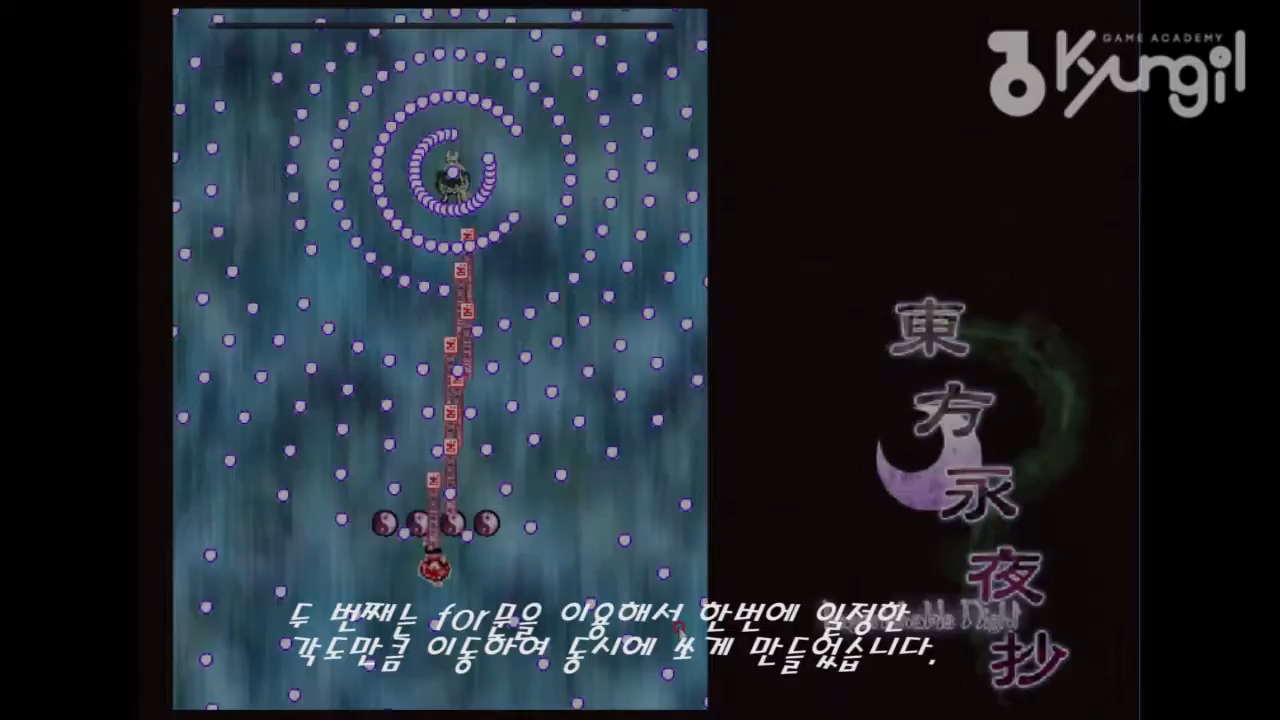 GAME ACADEMY
Kyungil
東
方
永
夜
抄
두 번째는 for문을 이용해서 한번에 일정한
각도만큼 이동하여 동시에 쏘게 만들었습니다.